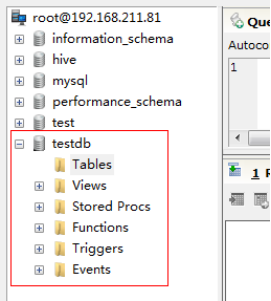 root@192.168.211.81
information_schema
hive
mysql
performance_schema
test
testdb
Tables
Views
Stored Procs
Functions
Triggers
Events
Que
Autoco
1
1